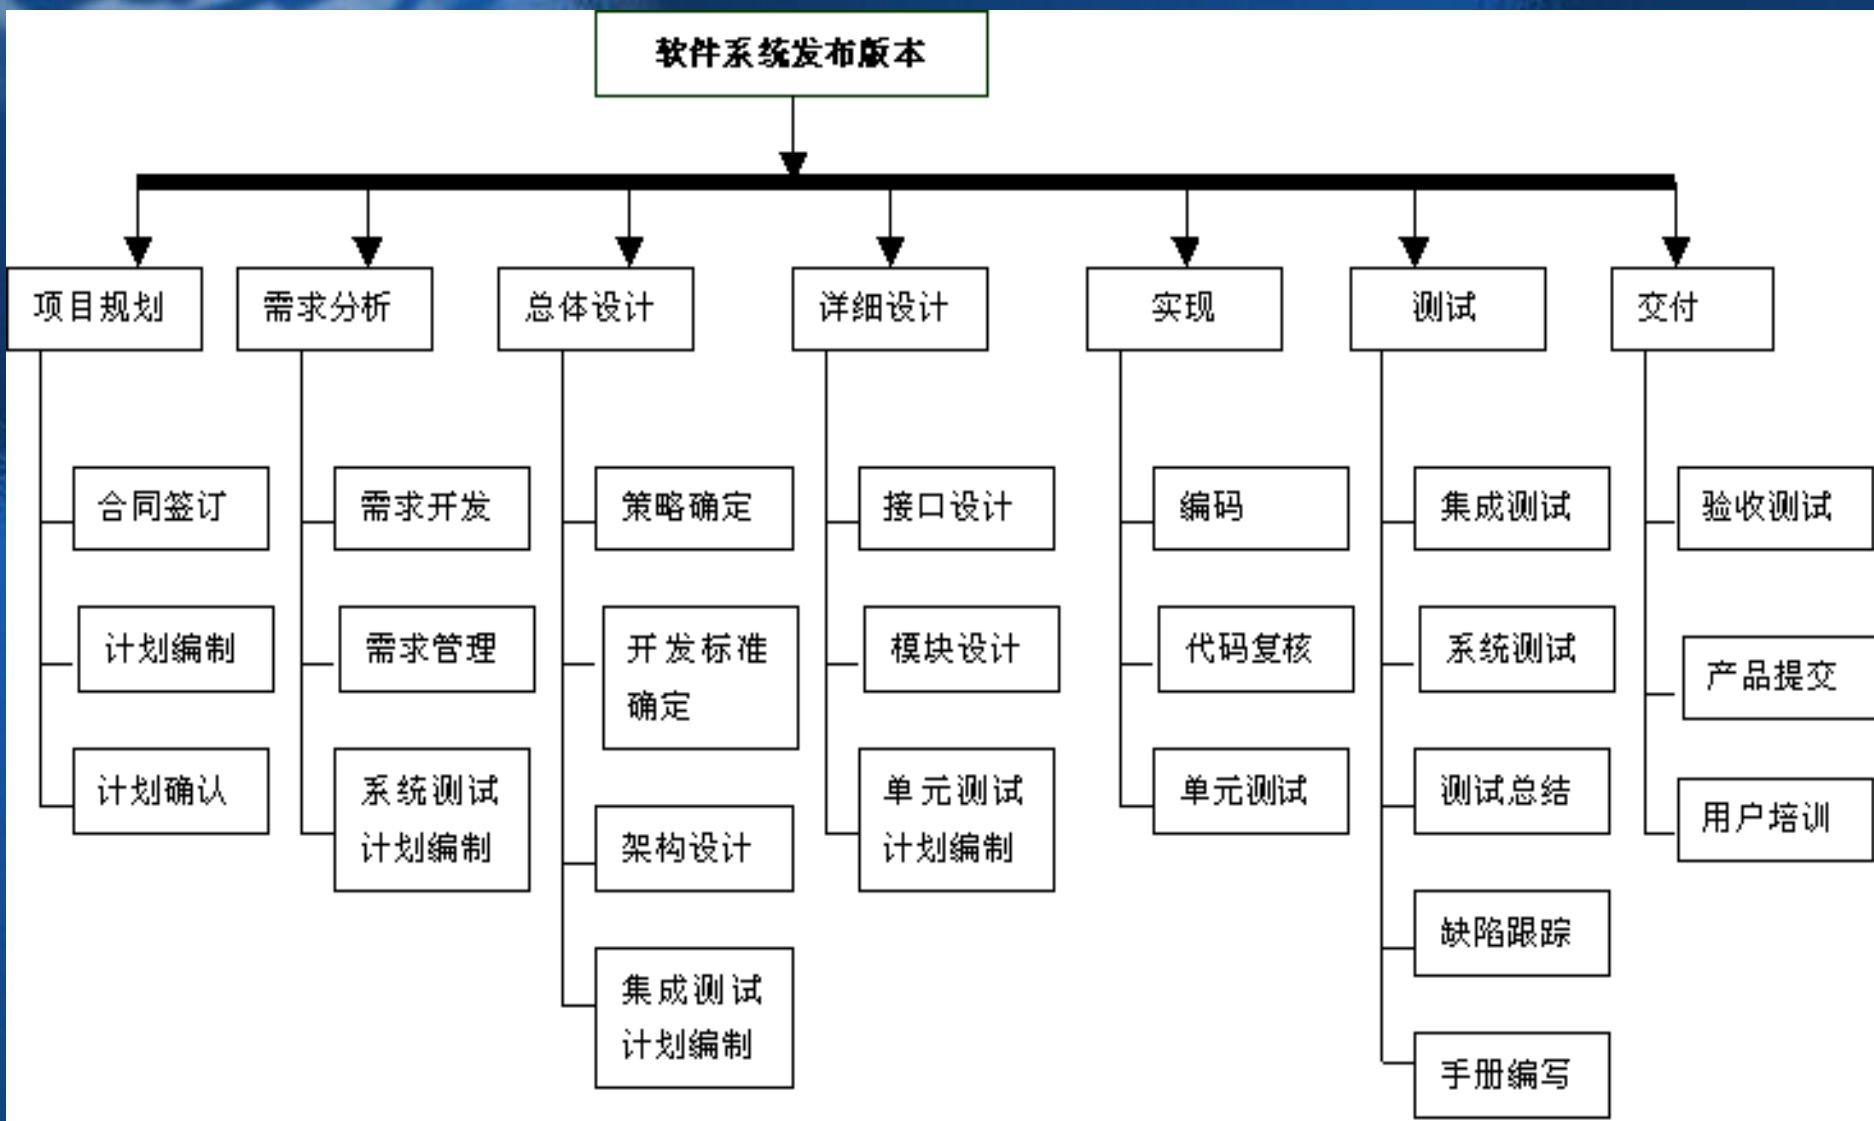 软件系统发布版本
项目规划
需求分析
总体设计
详细设计
实现
测试
交付
合同签订
计划编制
计划确认
需求开发
需求管理
系统测试
计划编制
策略确定
开发标准
确定
架构设计
集成测试
计划编制
接口设计
模块设计
单元测试
计划编制
编码
代码复核
单元测试
集成测试
系统测试
测试总结
缺陷跟踪
手册编写
验收测试
产品提交
用户培训